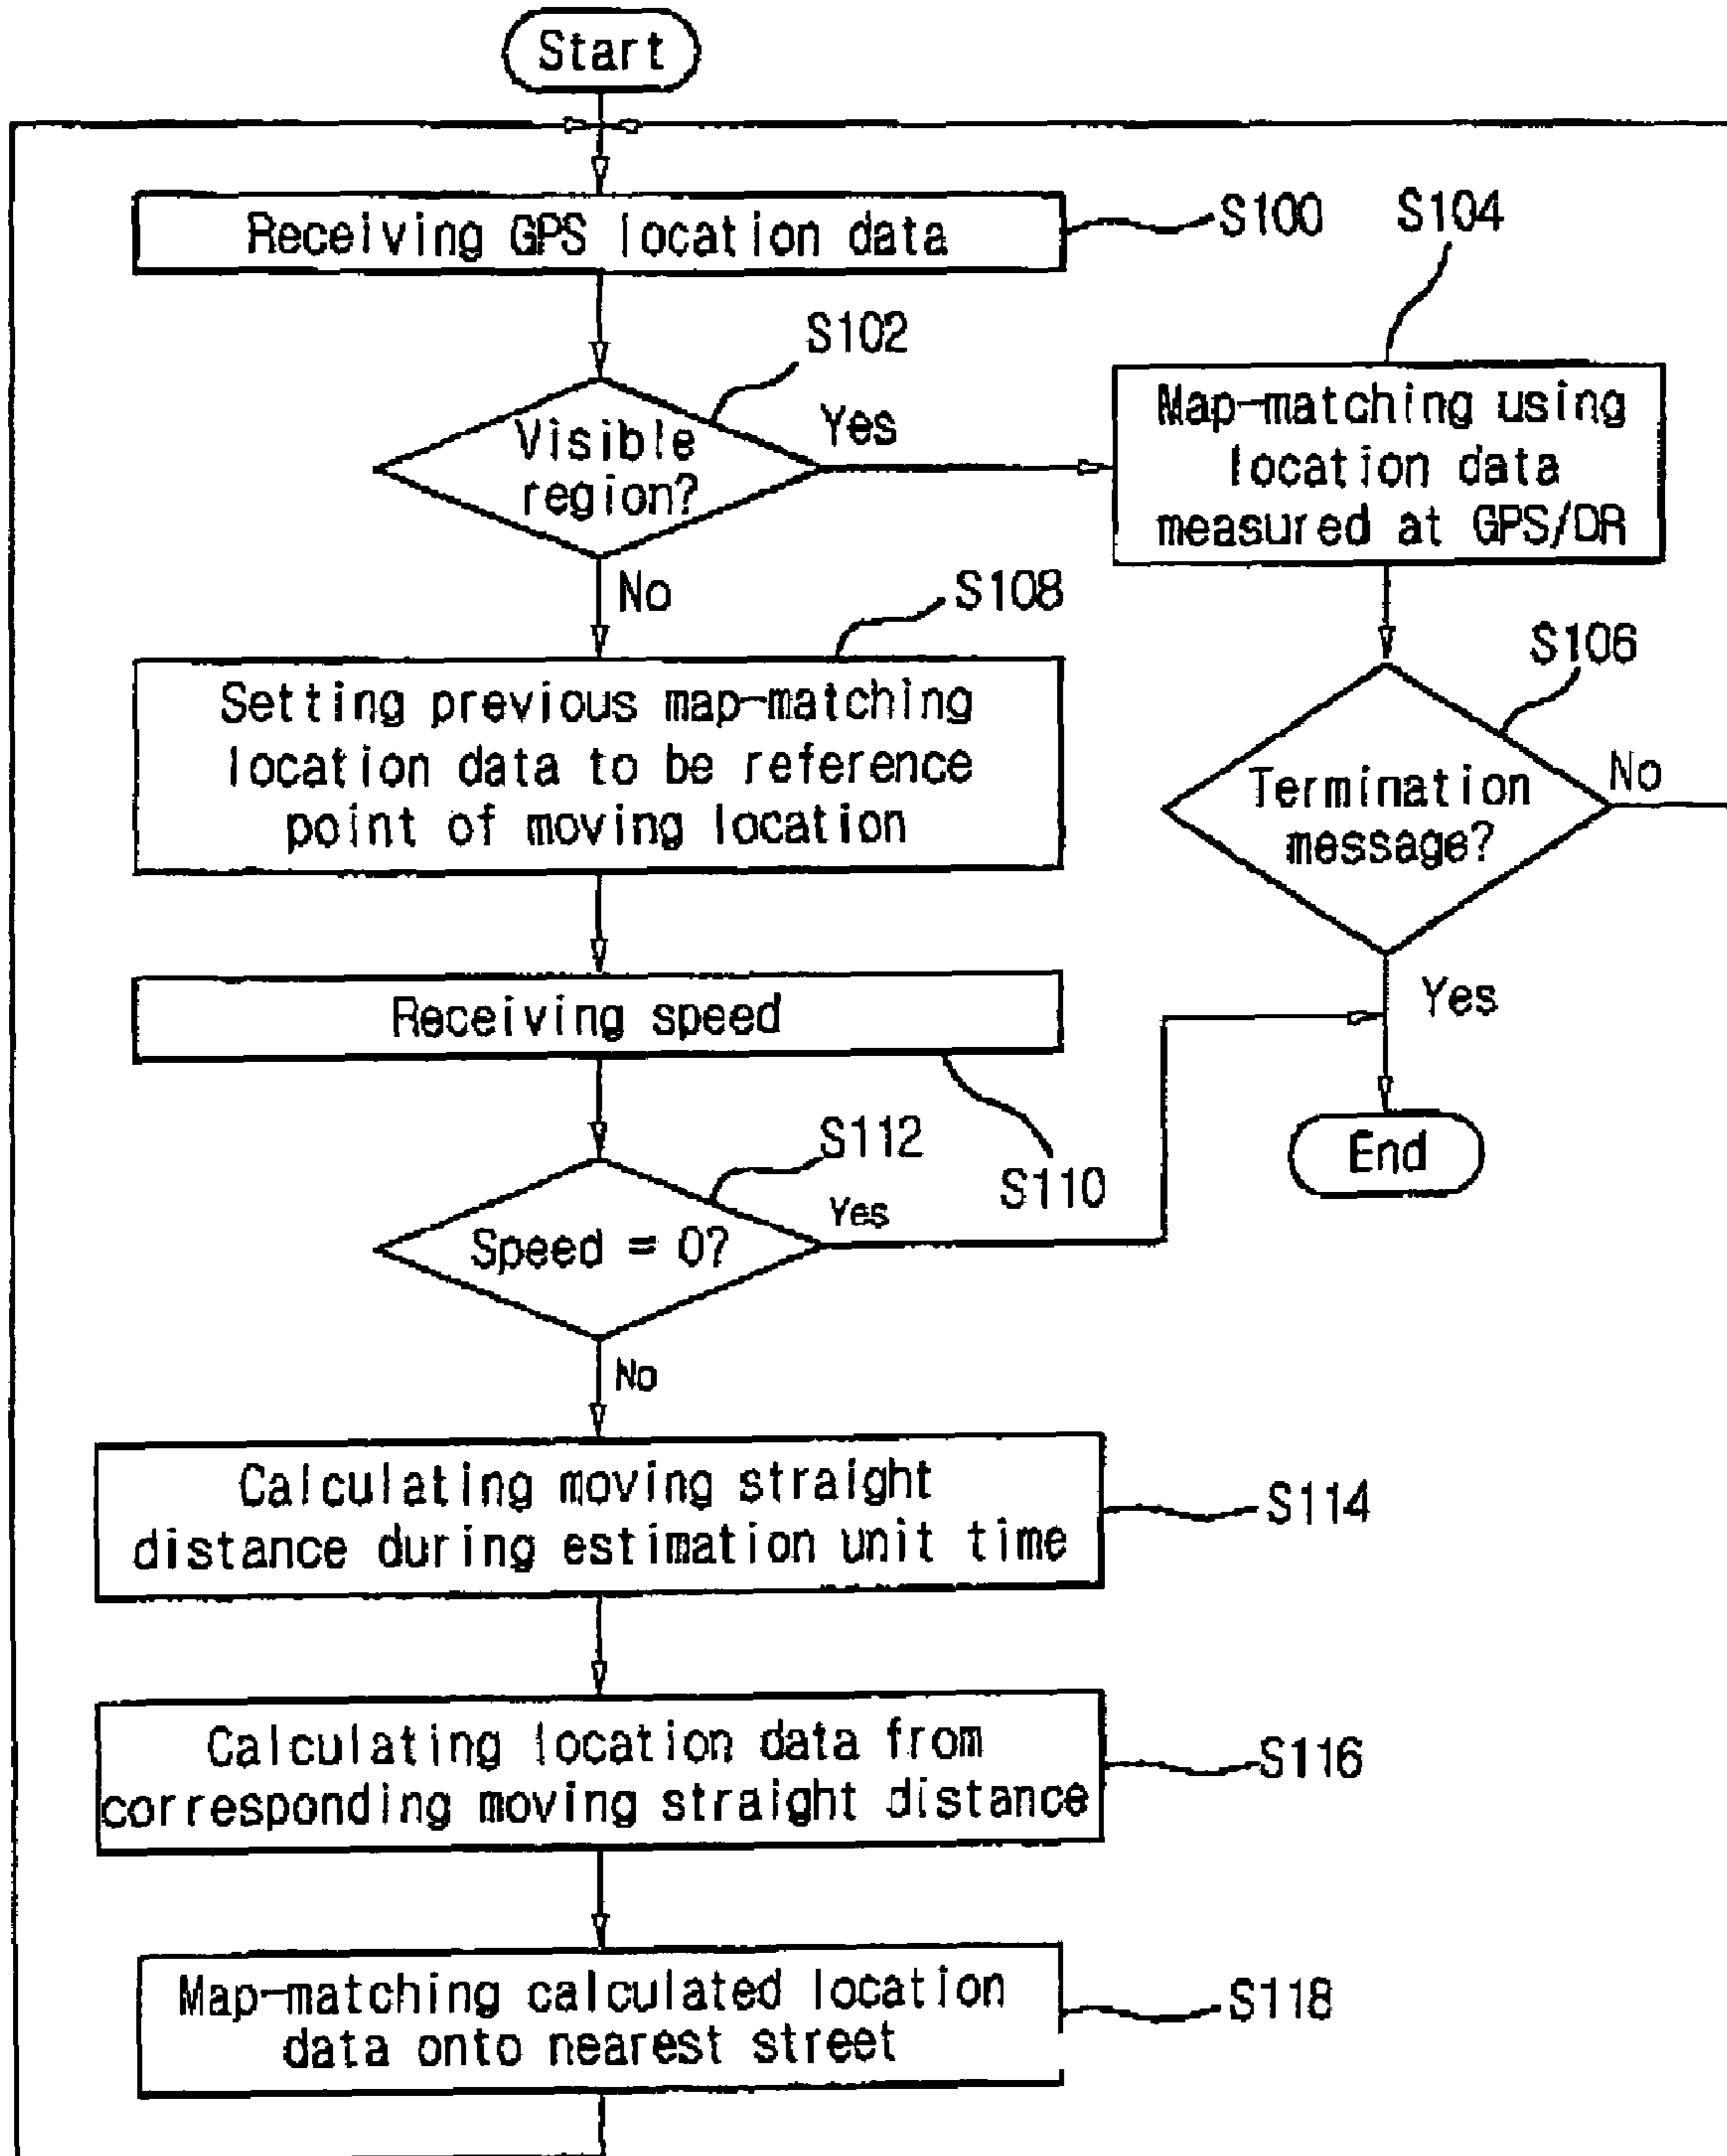 Start
Receiving GPS location data
S100
S104
S102
Visible
region?
Yes
Map-matching using
location data
measured at GPS/DR
No
S108
S106
Setting previous map-matching
location data to be reference
point of moving location
Termination
message?
No
Receiving speed
Yes
S110
S112
End
Speed = 0?
Yes
No
Calculating moving straight
distance during estimation unit time
S114
Calculating location data from
corresponding moving straight distance
S116
Map-matching calculated location
data onto nearest street
S118